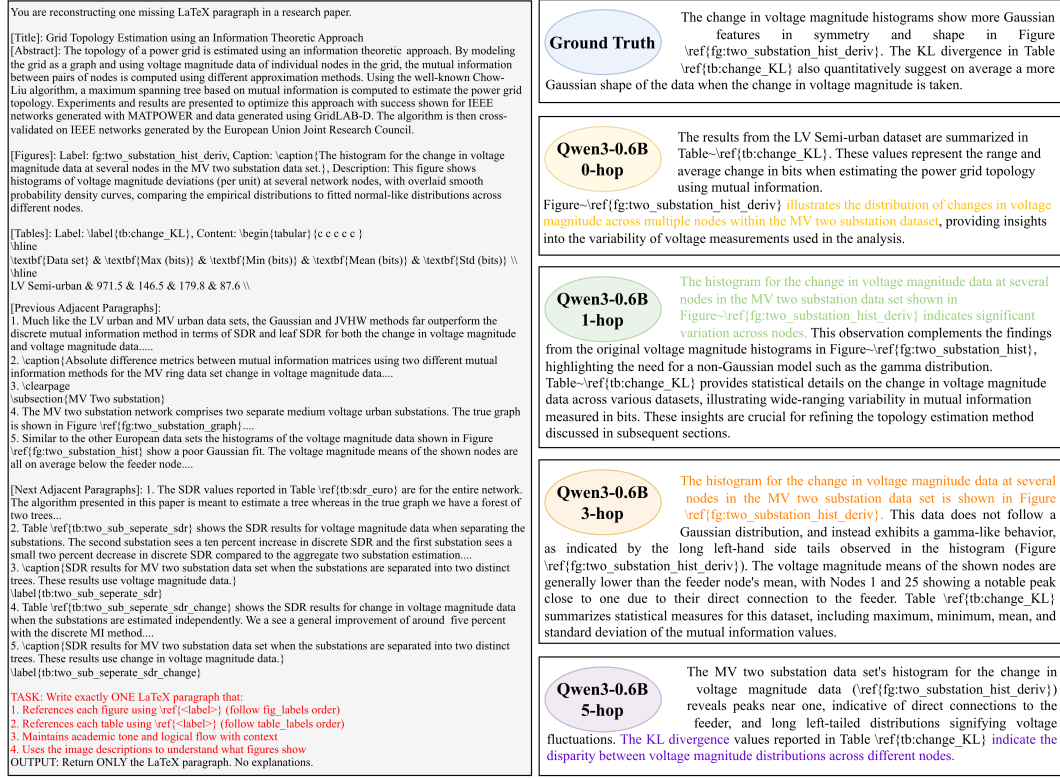 You are reconstructing one missing LaTeX paragraph in a research paper.
[Title]: Grid Topology Estimation using an Information Theoretic Approach
[Abstract]: The topology of a power grid is estimated using an information theoretic approach. By modeling
the grid as a graph and using voltage magnitude data of individual nodes in the grid, the mutual information
between pairs of nodes is computed using different approximation methods. Using the well-known Chow-
Liu algorithm, a maximum spanning tree based on mutual information is computed to estimate the power grid
topology. Experiments and results are presented to optimize this approach with success shown for IEEE
networks generated with MATPOWER and data generated using GridLAB-D. The algorithm is then cross-
validated on IEEE networks generated by the European Union Joint Research Council.
[Figures]: Label: fg:two_substation_hist_deriv, Caption: \caption{The histogram for the change in voltage
magnitude data at several nodes in the MV two substation data set.}, Description: This figure shows
histograms of voltage magnitude deviations (per unit) at several network nodes, with overlaid smooth
probability density curves, comparing the empirical distributions to fitted normal-like distributions across
different nodes.
[Tables]: Label: \label{tb:change_KL}, Content: \begin{tabular}{c c c c c }
\hline
\textbf{Data set} & \textbf{Max (bits)} & \textbf{Min (bits)} & \textbf{Mean (bits)} & \textbf{Std (bits)} \\
\hline
LV Semi-urban & 971.5 & 146.5 & 179.8 & 87.6 \\
[Previous Adjacent Paragraphs]:
1. Much like the LV urban and MV urban data sets, the Gaussian and JVHW methods far outperform the
discrete mutual information method in terms of SDR and leaf SDR for both the change in voltage magnitude
and voltage magnitude data.....
2. \caption{Absolute difference metrics between mutual information matrices using two different mutual
information methods for the MV ring data set change in voltage magnitude data....
3. \clearpage
\subsection{MV Two substation}
4. The MV two substation network comprises two separate medium voltage urban substations. The true graph
is shown in Figure \ref{fg:two_substation_graph}....
5. Similar to the other European data sets the histograms of the voltage magnitude data shown in Figure
\ref{fg:two_substation_hist} show a poor Gaussian fit. The voltage magnitude means of the shown nodes are
all on average below the feeder node....
[Next Adjacent Paragraphs]: 1. The SDR values reported in Table \ref{tb:sdr_euro} are for the entire network.
The algorithm presented in this paper is meant to estimate a tree whereas in the true graph we have a forest of
two trees...
2. Table \ref{tb:two_sub_seperate_sdr} shows the SDR results for voltage magnitude data when separating the
substations. The second substation sees a ten percent increase in discrete SDR and the first substation sees a
small two percent decrease in discrete SDR compared to the aggregate two substation estimation....
3. \caption{SDR results for MV two substation data set when the substations are separated into two distinct
trees. These results use voltage magnitude data.}
\label{tb:two_sub_seperate_sdr}
4. Table \ref{tb:two_sub_seperate_sdr_change} shows the SDR results for change in voltage magnitude data
when the substations are estimated independently. We a see a general improvement of around five percent
with the discrete MI method....
5. \caption{SDR results for MV two substation data set when the substations are separated into two distinct
trees. These results use change in voltage magnitude data.}
\label{tb:two_sub_seperate_sdr_change}
TASK: Write exactly ONE LaTeX paragraph that:
1. References each figure using \ref{<label>} (follow fig_labels order)
2. References each table using \ref{<label>} (follow table_labels order)
3. Maintains academic tone and logical flow with context
4. Uses the image descriptions to understand what figures show
OUTPUT: Return ONLY the LaTeX paragraph. No explanations.
Ground Truth
The change in voltage magnitude histograms show more Gaussian
features in symmetry and shape in Figure
\ref{fg:two_substation_hist_deriv}. The KL divergence in Table
\ref{tb:change_KL} also quantitatively suggest on average a more
Gaussian shape of the data when the change in voltage magnitude is taken.
Qwen3-0.6B
0-hop
The results from the LV Semi-urban dataset are summarized in
Table~\ref{tb:change_KL}. These values represent the range and
average change in bits when estimating the power grid topology
using mutual information.
Figure~\ref{fg:two_substation_hist_deriv} illustrates the distribution of changes in voltage
magnitude across multiple nodes within the MV two substation dataset, providing insights
into the variability of voltage measurements used in the analysis.
Qwen3-0.6B
1-hop
The histogram for the change in voltage magnitude data at several
nodes in the MV two substation data set shown in
Figure~\ref{fg:two_substation_hist_deriv} indicates significant
variation across nodes. This observation complements the findings
from the original voltage magnitude histograms in Figure~\ref{fg:two_substation_hist},
highlighting the need for a non-Gaussian model such as the gamma distribution.
Table~\ref{tb:change_KL} provides statistical details on the change in voltage magnitude
data across various datasets, illustrating wide-ranging variability in mutual information
measured in bits. These insights are crucial for refining the topology estimation method
discussed in subsequent sections.
Qwen3-0.6B
3-hop
The histogram for the change in voltage magnitude data at several
nodes in the MV two substation data set is shown in Figure
\ref{fg:two_substation_hist_deriv}. This data does not follow a
Gaussian distribution, and instead exhibits a gamma-like behavior,
as indicated by the long left-hand side tails observed in the histogram (Figure
\ref{fg:two_substation_hist_deriv}). The voltage magnitude means of the shown nodes are
generally lower than the feeder node's mean, with Nodes 1 and 25 showing a notable peak
close to one due to their direct connection to the feeder. Table \ref{tb:change_KL}
summarizes statistical measures for this dataset, including maximum, minimum, mean, and
standard deviation of the mutual information values.
Qwen3-0.6B
5-hop
The MV two substation data set's histogram for the change in
voltage magnitude data (\ref{fg:two_substation_hist_deriv})
reveals peaks near one, indicative of direct connections to the
feeder, and long left-tailed distributions signifying voltage
fluctuations. The KL divergence values reported in Table \ref{tb:change_KL} indicate the
disparity between voltage magnitude distributions across different nodes.